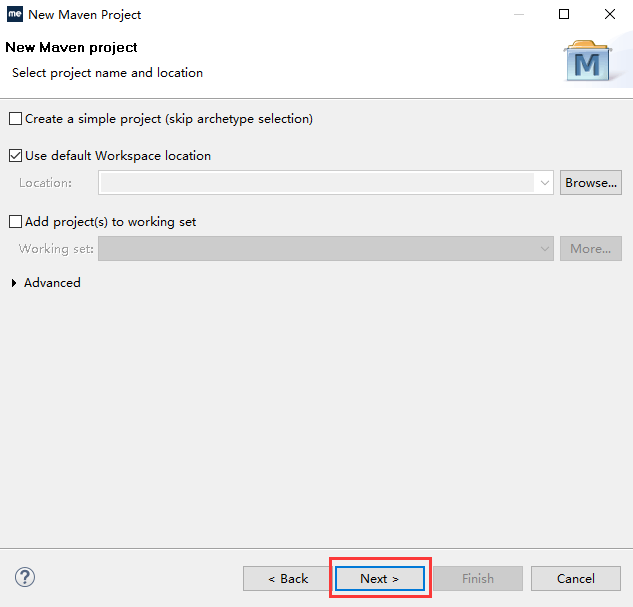 me New Maven Project
New Maven project
Select project name and location
M
Create a simple project (skip archetype selection)
Use default Workspace location
Location:
Browse...
Add project(s) to working set
Working set:
More...
Advanced
?
< Back
Next >
Finish
Cancel